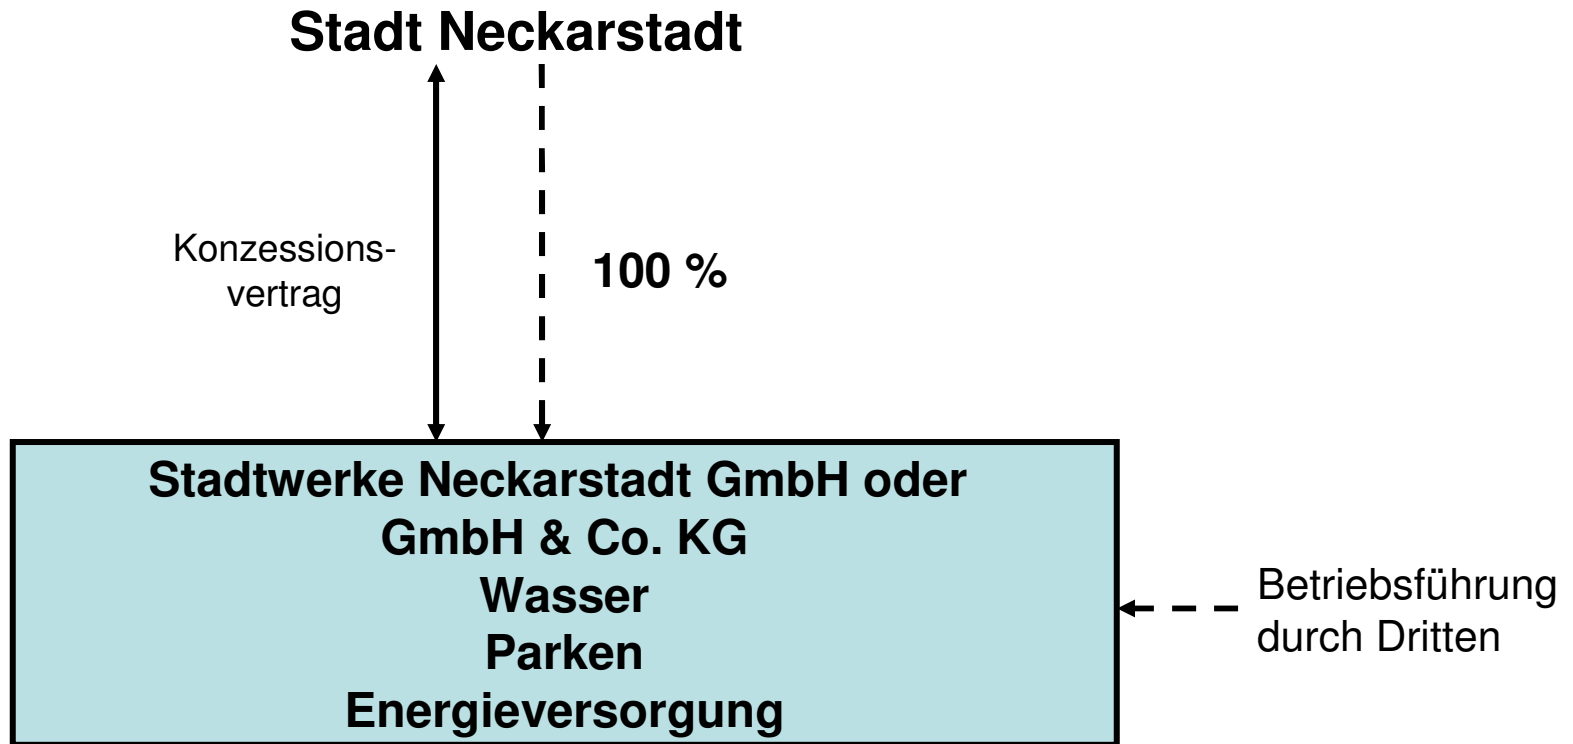 Stadt Neckarstadt
Konzessions-
vertrag
100 %
Stadtwerke Neckarstadt GmbH oder
GmbH & Co. KG
Wasser
Parken
Energieversorgung
Betriebsführung
durch Dritten